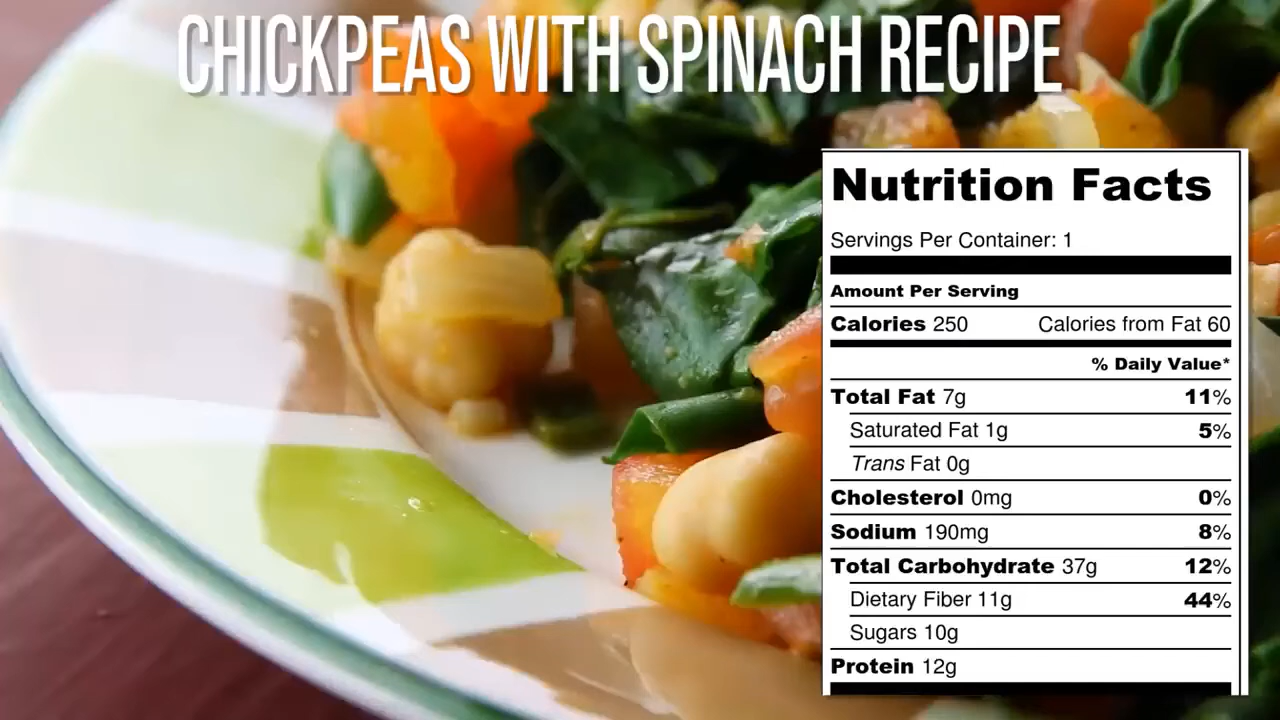 CHICKPEAS WITH SPINACH RECIPE
Nutrition Facts
Servings Per Container: 1
Amount Per Serving
Calories 250 Calories from Fat 60
% Daily Value*
Total Fat 7g 11%
Saturated Fat 1g 5%
Trans Fat 0g
Cholesterol 0mg 0%
Sodium 190mg 8%
Total Carbohydrate 37g 12%
Dietary Fiber 11g 44%
Sugars 10g
Protein 12g